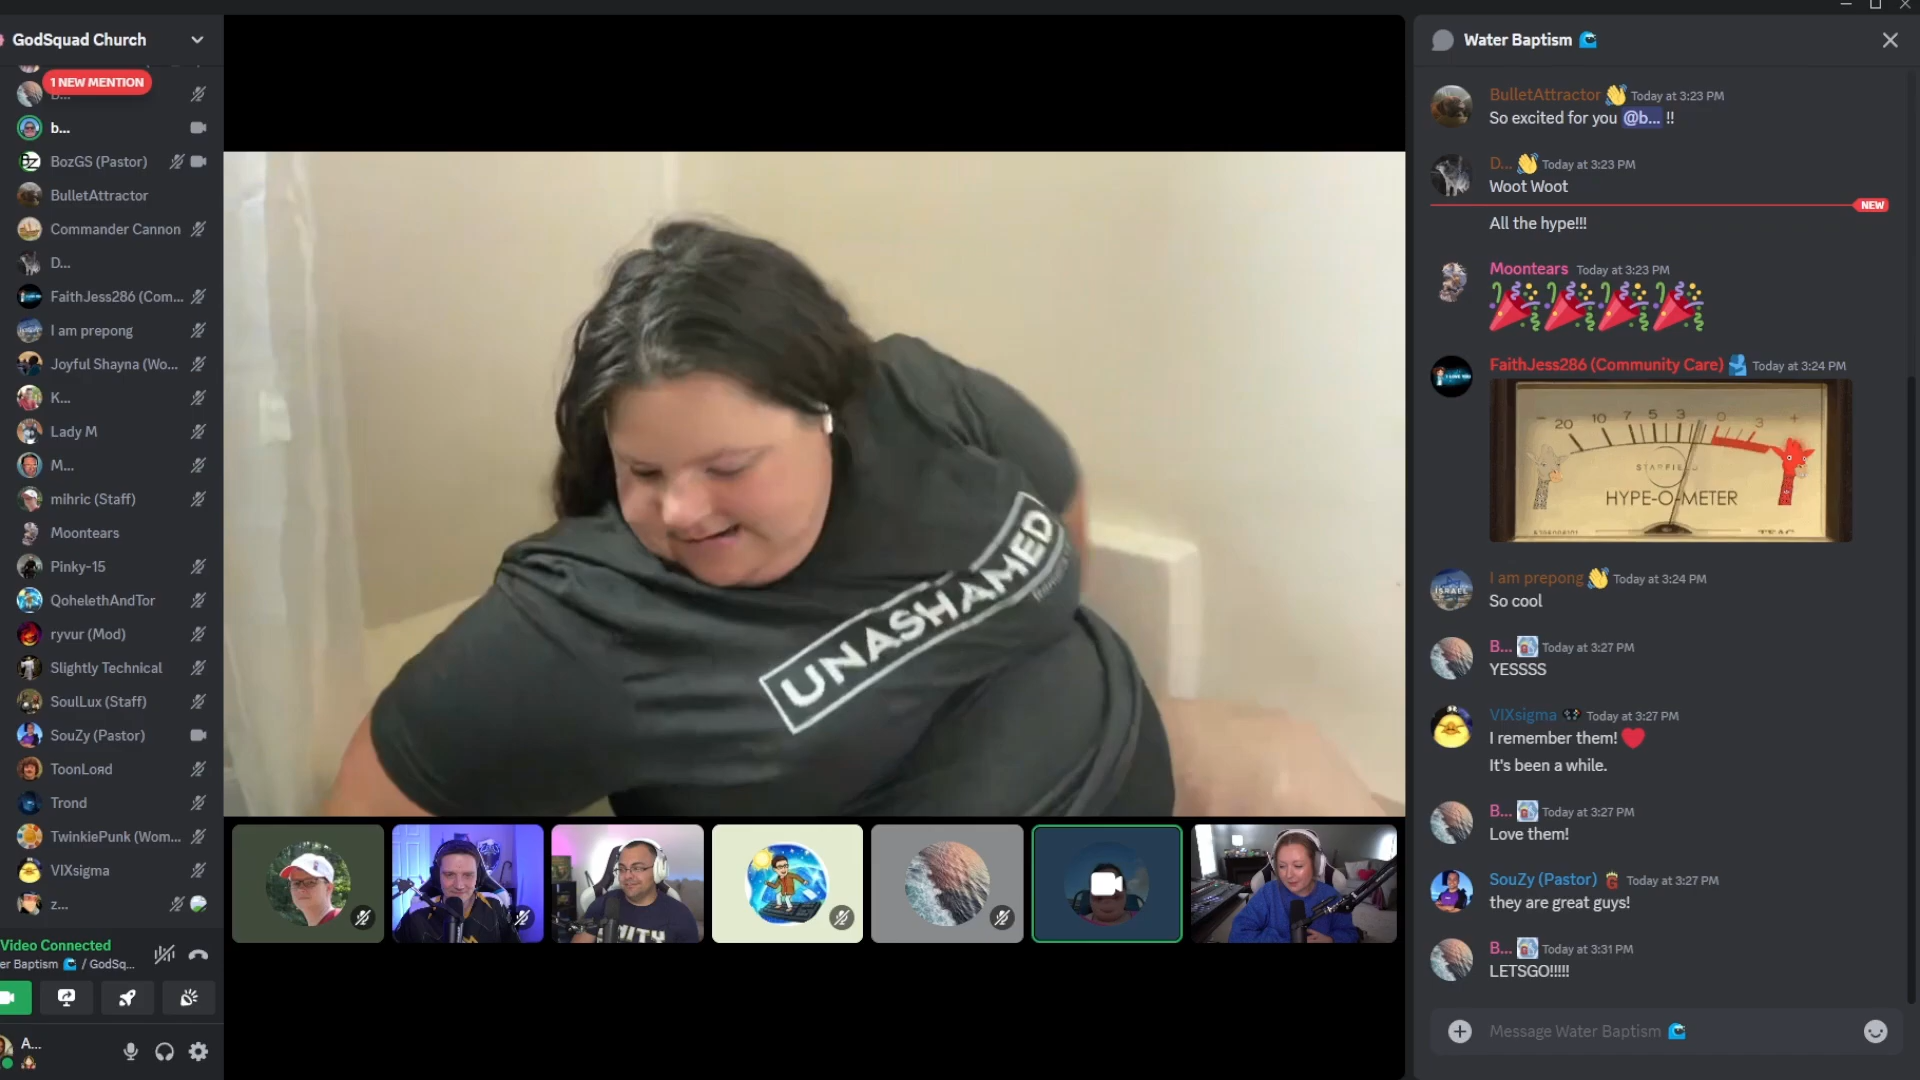 GodSquad Church
1 NEW MENTION
D...
b...
BozGS (Pastor)
BulletAttractor
Commander Cannon
D...
FaithJess286 (Com...
I am prepong
Joyful Shayna (Wo...
K...
Lady M
M...
mihric (Staff)
Moontears
Pinky-15
QohelethAndTor
ryvur (Mod)
Slightly Technical
SoulLux (Staff)
SouZy (Pastor)
ToonLoяd
Trond
TwinkiePunk (Wom...
VIXsigma
z...
Video Connected
er Baptism 🌊 / GodSq...
A...
UNASHAMED
Water Baptism 🌊
BulletAttractor 👋 Today at 3:23 PM
So excited for you @b... !!
D... 👋 Today at 3:23 PM
Woot Woot
NEW
All the hype!!!
Moontears Today at 3:23 PM
🎉🎉🎉🎉
FaithJess286 (Community Care) Today at 3:24 PM
- 20 10 7 5 3 0 3 +
HYPE-O-METER
TEAC
I am prepong 👋 Today at 3:24 PM
ISRAEL
So cool
B... Today at 3:27 PM
YESSSS
VIXsigma 🎮 Today at 3:27 PM
I remember them! ❤️
It's been a while.
B... Today at 3:27 PM
Love them!
SouZy (Pastor) Today at 3:27 PM
they are great guys!
B... Today at 3:31 PM
LETSGO!!!!!
Message Water Baptism 🌊